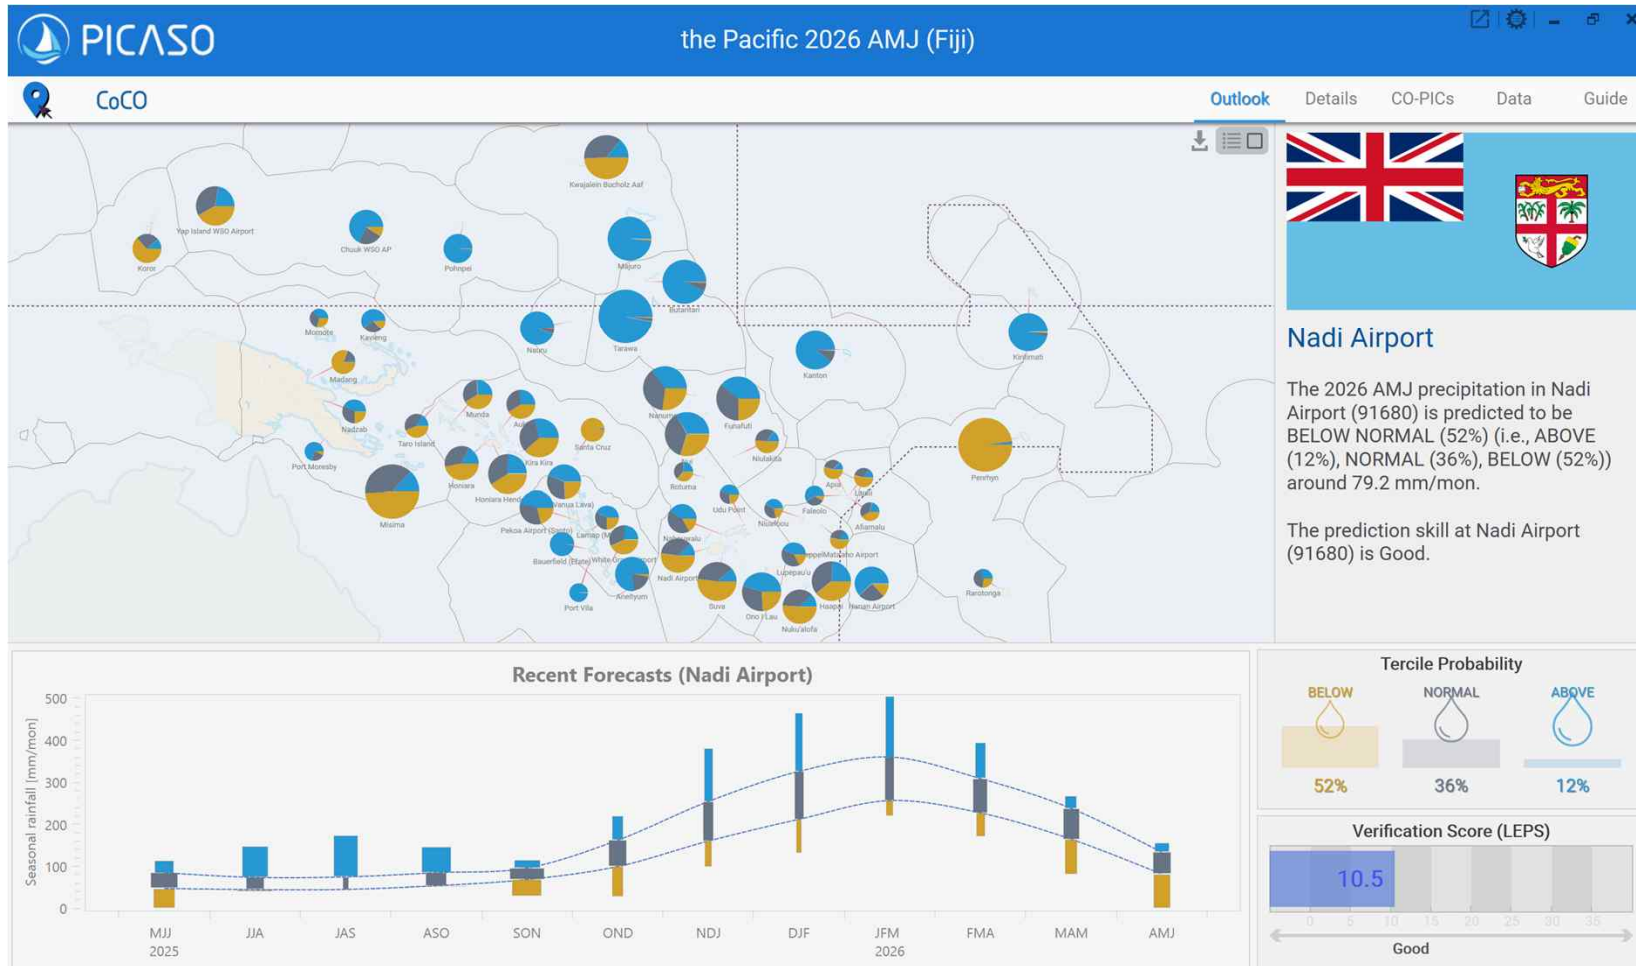 PICASO
the Pacific 2026 AMJ (Fiji)
CoCO
Outlook
Details
CO-PICs
Data
Guide
Kwajalein Bucholz Aaf
Yap Island WSO Airport
Koror
Chuuk WSO AP
Pohnpei
Majuro
Butaritari
Tarawa
Nauru
Momote
Kavieng
Madang
Nadzab
Port Moresby
Misima
Munda
Taro Island
Honiara
Kira Kira
Santa Cruz
Kanton
Kiritimati
Funafuti
Niulakita
Rotuma
Udu Point
Penrhyn
Apia
Faleolo
Afiamalu
Pekoa Airport (Santo)
Bauerfield (Efate)
Port Vila
Aneityum
Nadi Airport
Suva
Ono I Lau
Nuku'alofa
Lupepau'u
Haapai
Hanan Airport
Rarotonga
Nadi Airport
The 2026 AMJ precipitation in Nadi
Airport (91680) is predicted to be
BELOW NORMAL (52%) (i.e., ABOVE
(12%), NORMAL (36%), BELOW (52%))
around 79.2 mm/mon.
The prediction skill at Nadi Airport
(91680) is Good.
Recent Forecasts (Nadi Airport)
Seasonal rainfall [mm/mon]
500
400
300
200
100
0
MJJ
2025
JJA
JAS
ASO
SON
OND
NDJ
DJF
JFM
2026
FMA
MAM
AMJ
Tercile Probability
BELOW
NORMAL
ABOVE
52%
36%
12%
Verification Score (LEPS)
10.5
0
5
10
15
20
25
30
35
Good